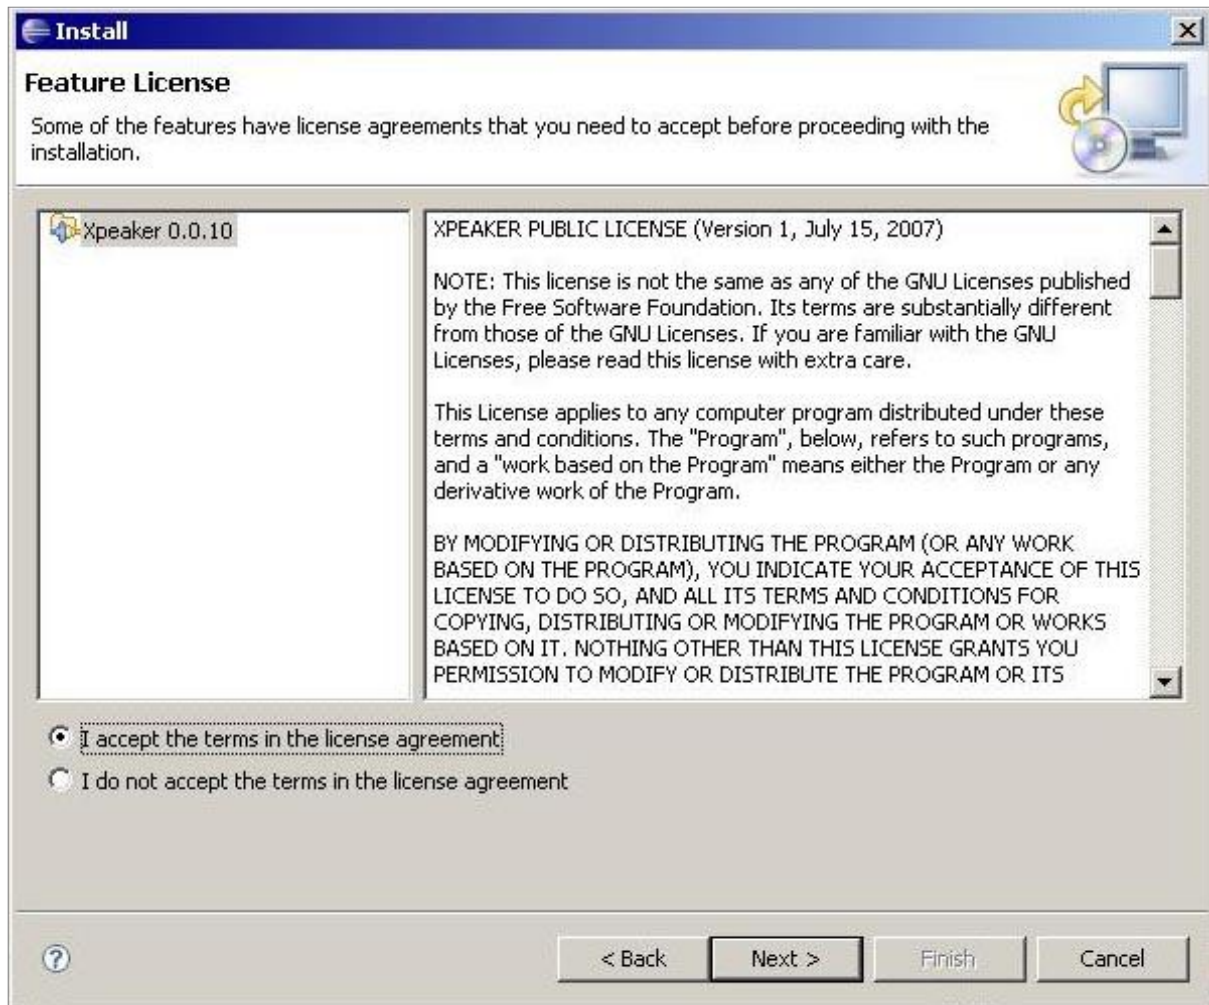 Install
Feature License
Some of the features have license agreements that you need to accept before proceeding with the
installation.
Xpeaker 0.0.10
XPEAKER PUBLIC LICENSE (Version 1, July 15, 2007)
NOTE: This license is not the same as any of the GNU Licenses published
by the Free Software Foundation. Its terms are substantially different
from those of the GNU Licenses. If you are familiar with the GNU
Licenses, please read this license with extra care.
This License applies to any computer program distributed under these
terms and conditions. The "Program", below, refers to such programs,
and a "work based on the Program" means either the Program or any
derivative work of the Program.
BY MODIFYING OR DISTRIBUTING THE PROGRAM (OR ANY WORK
BASED ON THE PROGRAM), YOU INDICATE YOUR ACCEPTANCE OF THIS
LICENSE TO DO SO, AND ALL ITS TERMS AND CONDITIONS FOR
COPYING, DISTRIBUTING OR MODIFYING THE PROGRAM OR WORKS
BASED ON IT. NOTHING OTHER THAN THIS LICENSE GRANTS YOU
PERMISSION TO MODIFY OR DISTRIBUTE THE PROGRAM OR ITS
I accept the terms in the license agreement
I do not accept the terms in the license agreement
? < Back Next > Finish Cancel